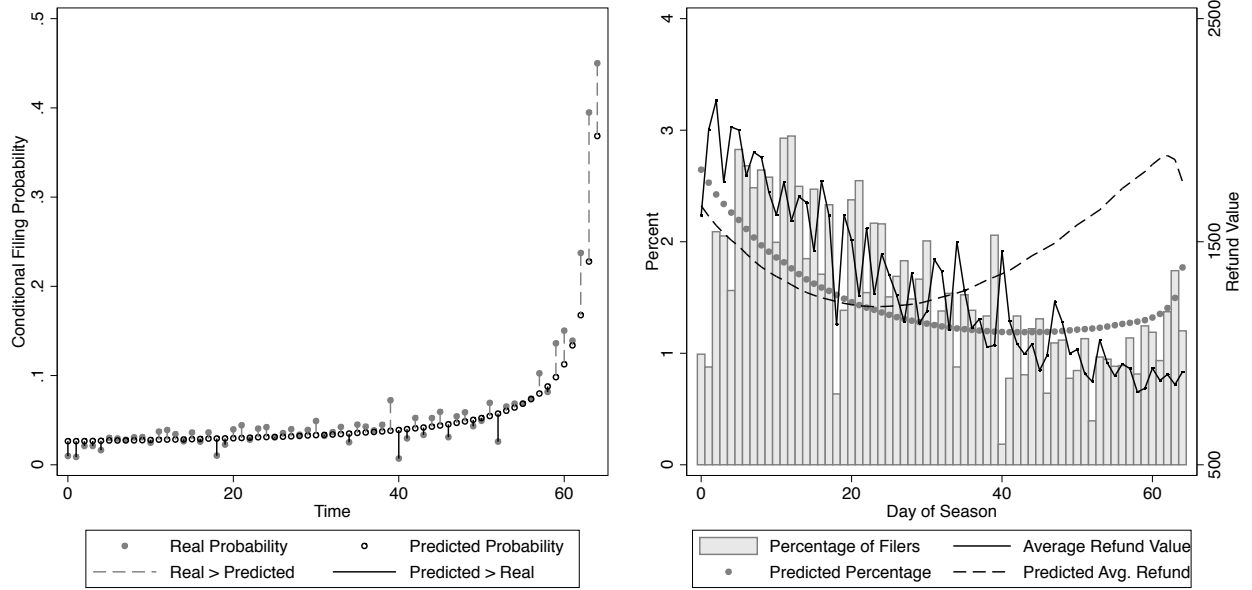 Conditional Filing Probability
.5
.4
.3
.2
.1
0
0 20 40 60
Time
Real Probability Predicted Probability
Real > Predicted Predicted > Real
Percent
4
3
2
1
0
2500
1500
500
Refund Value
0 20 40 60
Day of Season
Percentage of Filers Average Refund Value
Predicted Percentage Predicted Avg. Refund